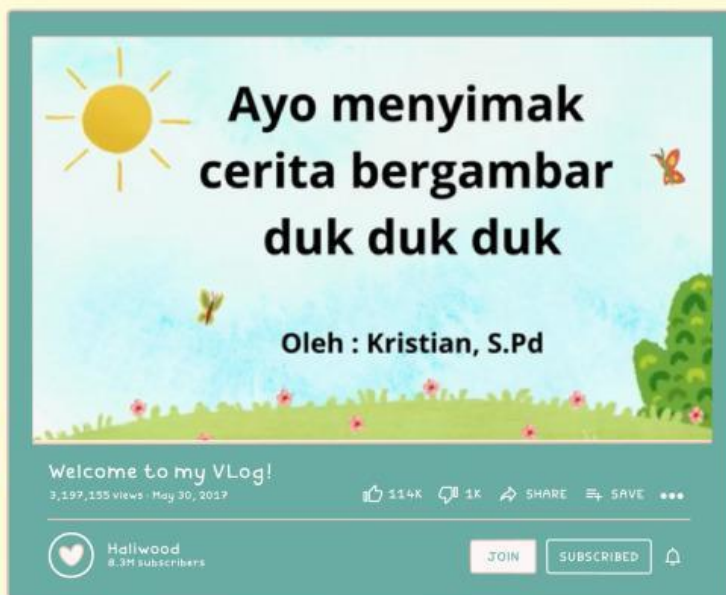 Ayo menyimak
cerita bergambar
duk duk duk
Oleh : Kristian, S.Pd
Welcome to my VLog!
3,197,155 views · May 30, 2017
114K 1K SHARE SAVE
Haliwood
8.3M subscribers
JOIN SUBSCRIBED